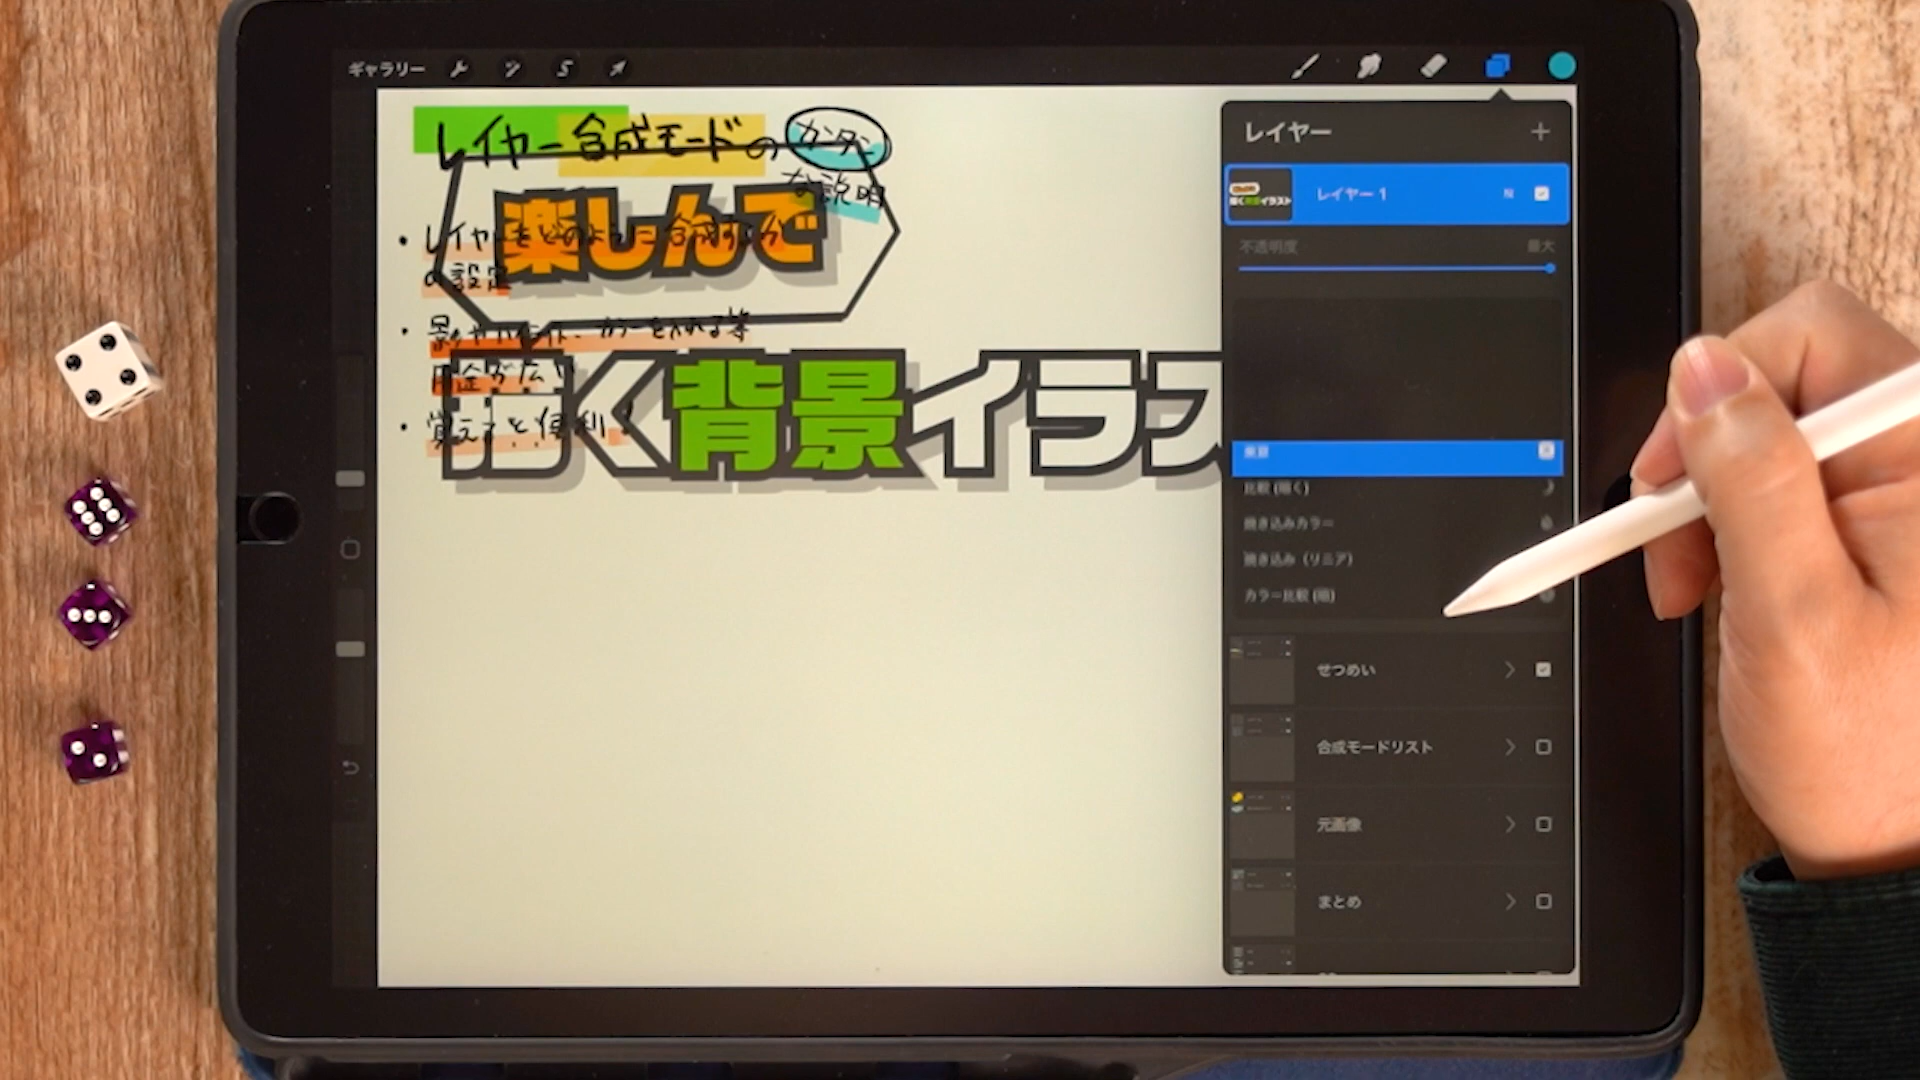 ギャラリー
レイヤー合成モードのカンタン
な説明
楽しんで
・レイヤーをどのように合成するか
の設定
・影やハイライト、カラーを入れる等
用途が広い
描く背景イラス
・覚えると便利!
レイヤー
+
レイヤー 1
N
不透明度
最大
乗算
比較 (暗く)
焼き込みカラー
焼き込み（リニア）
カラー比較 (暗)
せつめい
合成モードリスト
元画像
まとめ